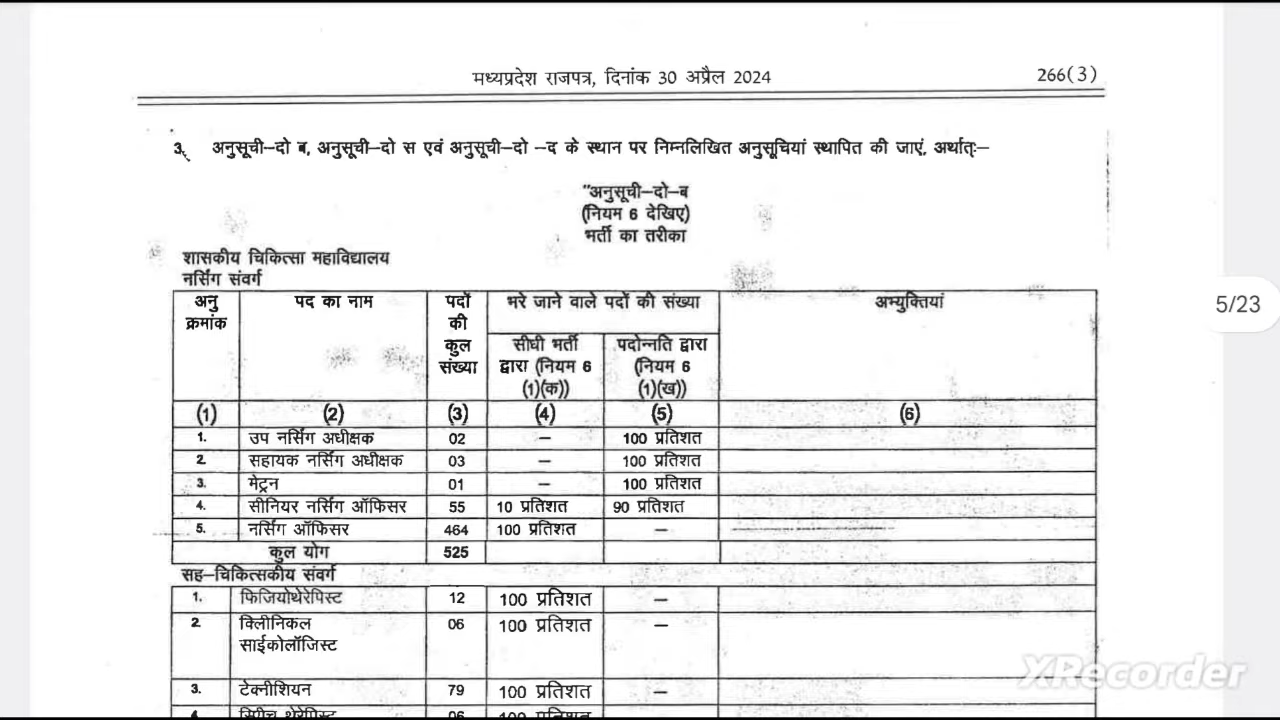 मध्यप्रदेश राजपत्र, दिनांक 30 अप्रैल 2024 266(3)
3. अनुसूची–दो ब, अनुसूची–दो स एवं अनुसूची–दो –द के स्थान पर निम्नलिखित अनुसूचियां स्थापित की जाएं, अर्थात्ः–
"अनुसूची–दो–ब
(नियम 6 देखिए)
भर्ती का तरीका
शासकीय चिकित्सा महाविद्यालय
नर्सिंग संवर्ग
अनु क्रमांक पद का नाम पदों की कुल संख्या भरे जाने वाले पदों की संख्या अभ्युक्तियां
सीधी भर्ती द्वारा (नियम 6 (1)(क)) पदोन्नति द्वारा (नियम 6 (1)(ख))
(1) (2) (3) (4) (5) (6)
1. उप नर्सिंग अधीक्षक 02 – 100 प्रतिशत
2. सहायक नर्सिंग अधीक्षक 03 – 100 प्रतिशत
3. मेट्रन 01 – 100 प्रतिशत
4. सीनियर नर्सिंग ऑफिसर 55 10 प्रतिशत 90 प्रतिशत
5. नर्सिंग ऑफिसर 464 100 प्रतिशत –
कुल योग 525
सह–चिकित्सकीय संवर्ग
1. फिजियोथेरेपिस्ट 12 100 प्रतिशत –
2. क्लिीनिकल साईकोलॉजिस्ट 06 100 प्रतिशत –
3. टेक्नीशियन 79 100 प्रतिशत –
4. स्पिीच थेरेपिस्ट 06 100 प्रतिशत –
5/23
XRecorder